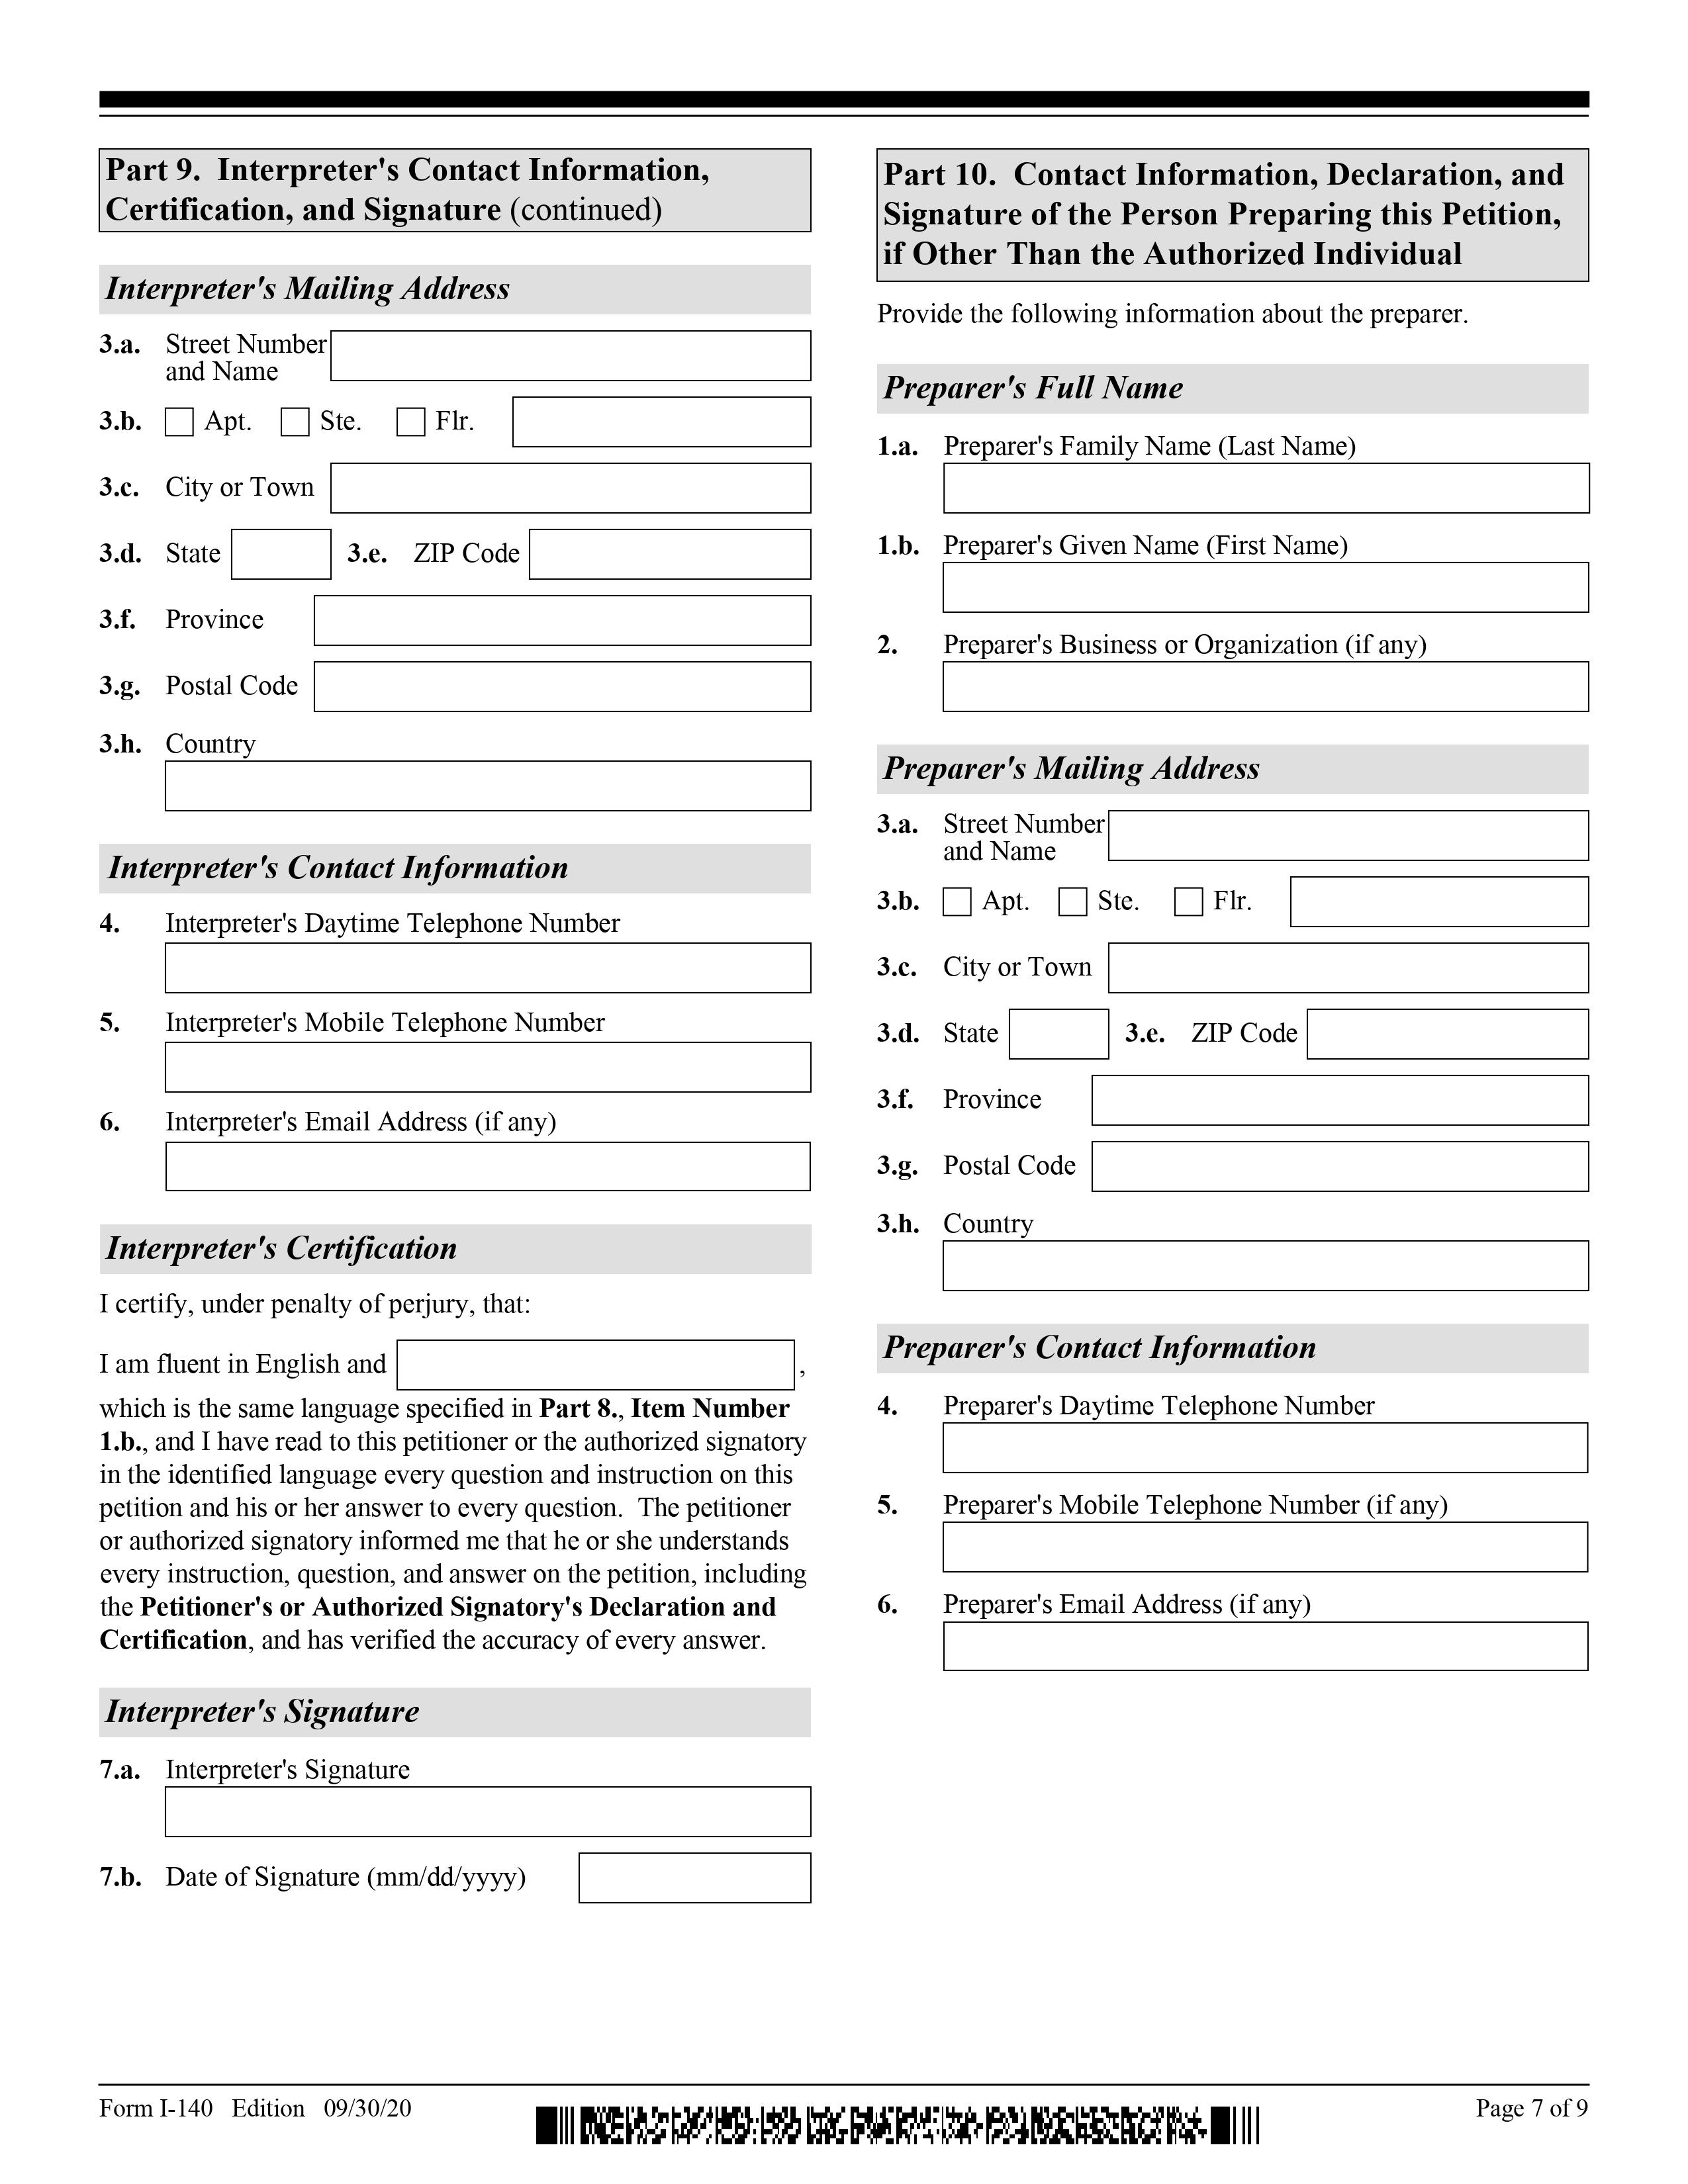 Part 9.  Interpreter's Contact Information,
Certification, and Signature (continued)
Interpreter's Mailing Address
3.a. Street Number
and Name
3.b. Apt. Ste. Flr.
3.c. City or Town
3.d. State 3.e. ZIP Code
3.f. Province
3.g. Postal Code
3.h. Country
Interpreter's Contact Information
4. Interpreter's Daytime Telephone Number
5. Interpreter's Mobile Telephone Number
6. Interpreter's Email Address (if any)
Interpreter's Certification
I certify, under penalty of perjury, that:
I am fluent in English and ,
which is the same language specified in Part 8., Item Number
1.b., and I have read to this petitioner or the authorized signatory
in the identified language every question and instruction on this
petition and his or her answer to every question.  The petitioner
or authorized signatory informed me that he or she understands
every instruction, question, and answer on the petition, including
the Petitioner's or Authorized Signatory's Declaration and
Certification, and has verified the accuracy of every answer.
Interpreter's Signature
7.a. Interpreter's Signature
7.b. Date of Signature (mm/dd/yyyy)
Part 10.  Contact Information, Declaration, and
Signature of the Person Preparing this Petition,
if Other Than the Authorized Individual
Provide the following information about the preparer.
Preparer's Full Name
1.a. Preparer's Family Name (Last Name)
1.b. Preparer's Given Name (First Name)
2. Preparer's Business or Organization (if any)
Preparer's Mailing Address
3.a. Street Number
and Name
3.b. Apt. Ste. Flr.
3.c. City or Town
3.d. State 3.e. ZIP Code
3.f. Province
3.g. Postal Code
3.h. Country
Preparer's Contact Information
4. Preparer's Daytime Telephone Number
5. Preparer's Mobile Telephone Number (if any)
6. Preparer's Email Address (if any)
Form I-140 Edition 09/30/20
Page 7 of 9